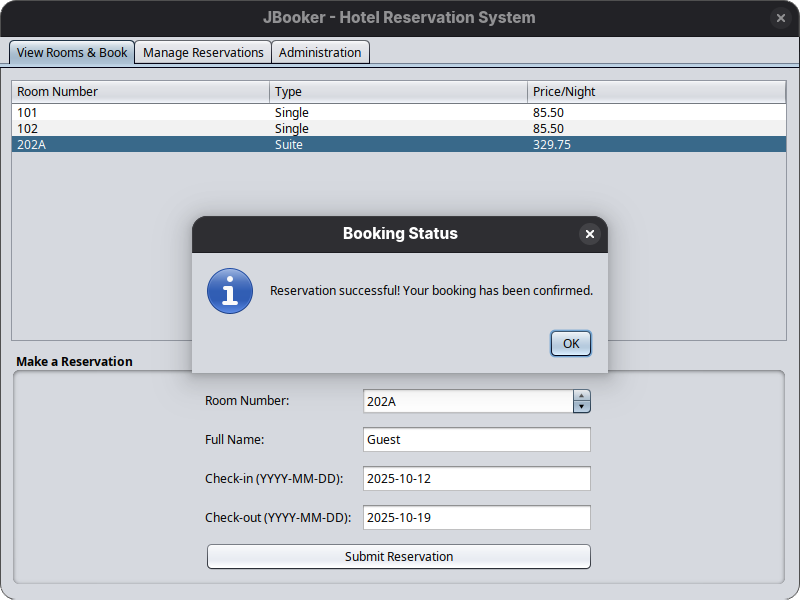 JBooker - Hotel Reservation System
View Rooms & Book Manage Reservations Administration
Room Number Type Price/Night
101 Single 85.50
102 Single 85.50
202A Suite 329.75
Booking Status
Reservation successful! Your booking has been confirmed.
OK
Make a Reservation
Room Number: 202A
Full Name: Guest
Check-in (YYYY-MM-DD): 2025-10-12
Check-out (YYYY-MM-DD): 2025-10-19
Submit Reservation